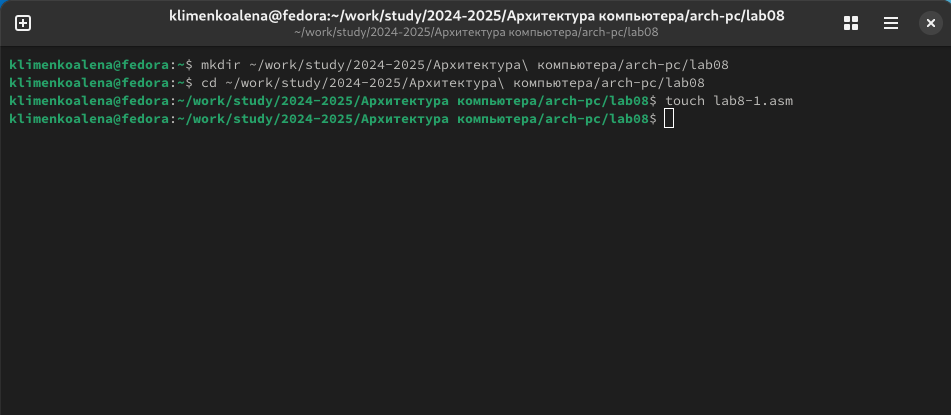 klimenkoalena@fedora:~/work/study/2024-2025/Архитектура компьютера/arch-pc/lab08
~/work/study/2024-2025/Архитектура компьютера/arch-pc/lab08
klimenkoalena@fedora:~$ mkdir ~/work/study/2024-2025/Архитектура\ компьютера/arch-pc/lab08
klimenkoalena@fedora:~$ cd ~/work/study/2024-2025/Архитектура\ компьютера/arch-pc/lab08
klimenkoalena@fedora:~/work/study/2024-2025/Архитектура компьютера/arch-pc/lab08$ touch lab8-1.asm
klimenkoalena@fedora:~/work/study/2024-2025/Архитектура компьютера/arch-pc/lab08$